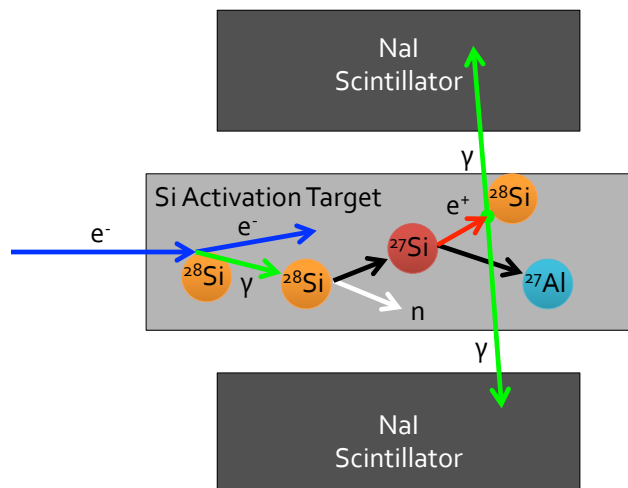 NaI
Scintillator
γ
Si Activation Target
e⁺
²⁸Si
e⁻
e⁻
²⁷Si
²⁸Si
γ
²⁸Si
n
²⁷Al
γ
NaI
Scintillator